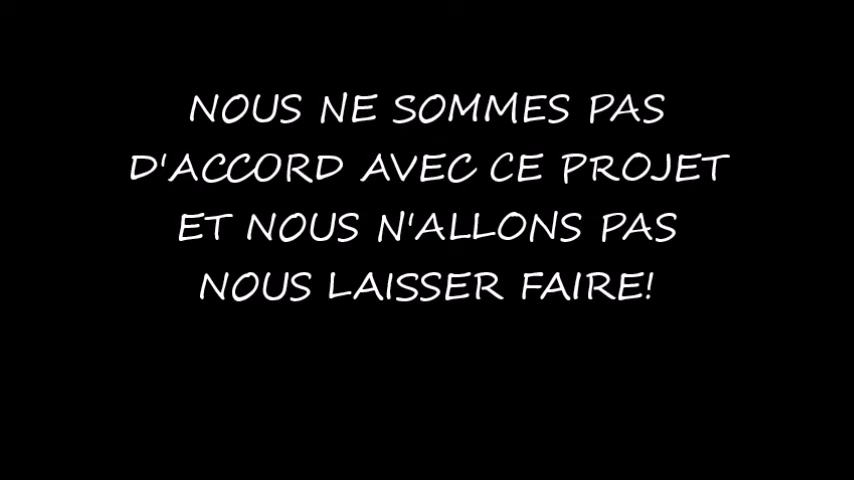 NOUS NE SOMMES PAS
D'ACCORD AVEC CE PROJET
ET NOUS N'ALLONS PAS
NOUS LAISSER FAIRE!